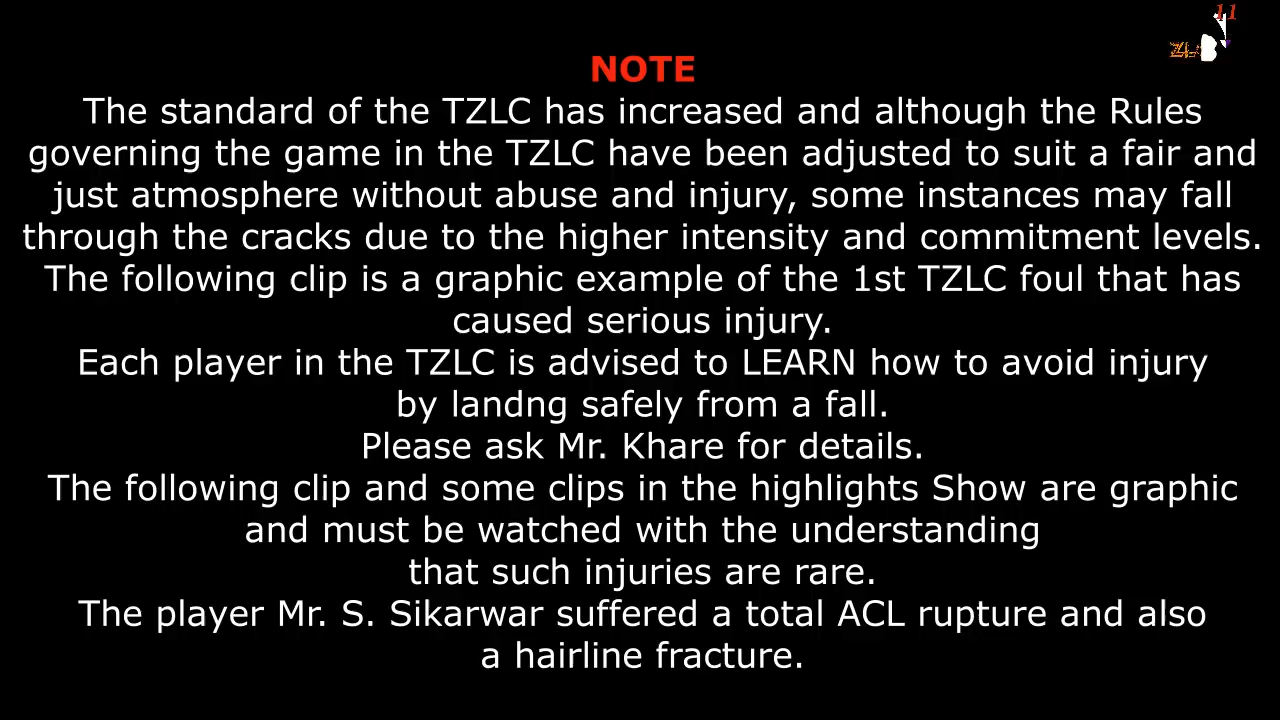 11
NOTE
The standard of the TZLC has increased and although the Rules
governing the game in the TZLC have been adjusted to suit a fair and
just atmosphere without abuse and injury, some instances may fall
through the cracks due to the higher intensity and commitment levels.
The following clip is a graphic example of the 1st TZLC foul that has
caused serious injury.
Each player in the TZLC is advised to LEARN how to avoid injury
by landng safely from a fall.
Please ask Mr. Khare for details.
The following clip and some clips in the highlights Show are graphic
and must be watched with the understanding
that such injuries are rare.
The player Mr. S. Sikarwar suffered a total ACL rupture and also
a hairline fracture.